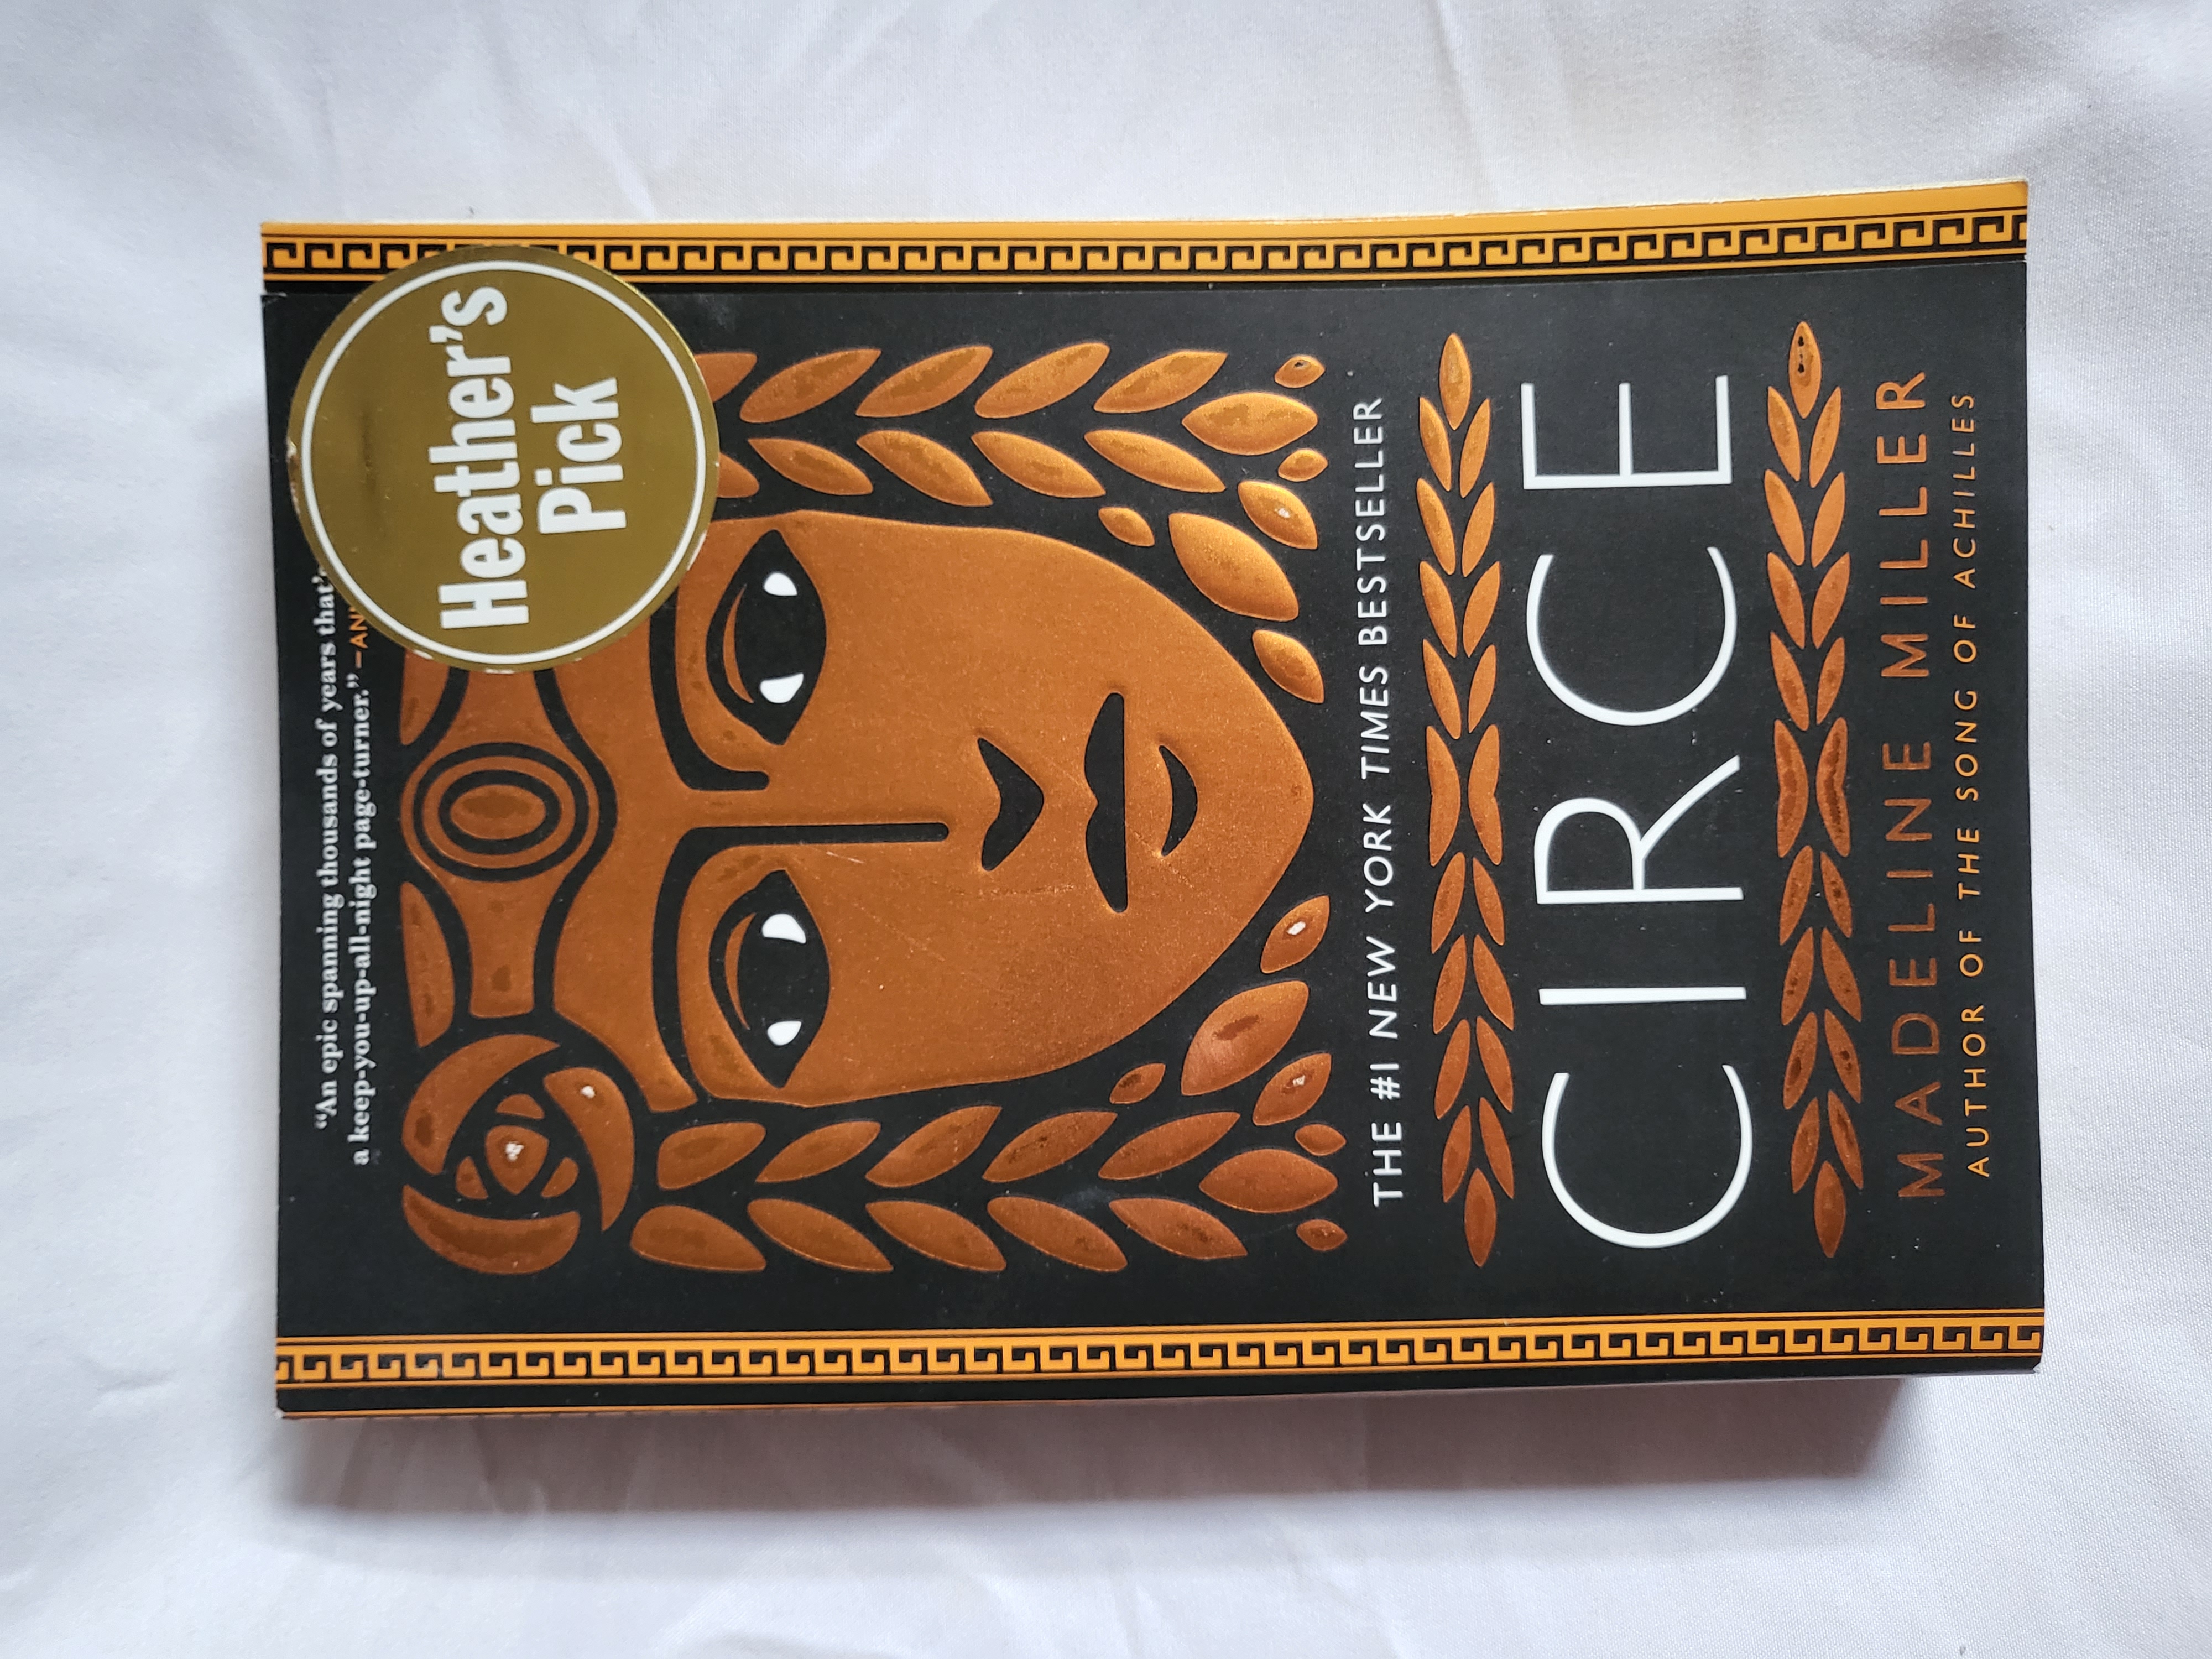 “An epic spanning thousands of years that’s
a keep-you-up-all-night page-turner.” —
Heather’s
Pick
THE #1 NEW YORK TIMES BESTSELLER
CIRCE
MADELINE MILLER
AUTHOR OF THE SONG OF ACHILLES